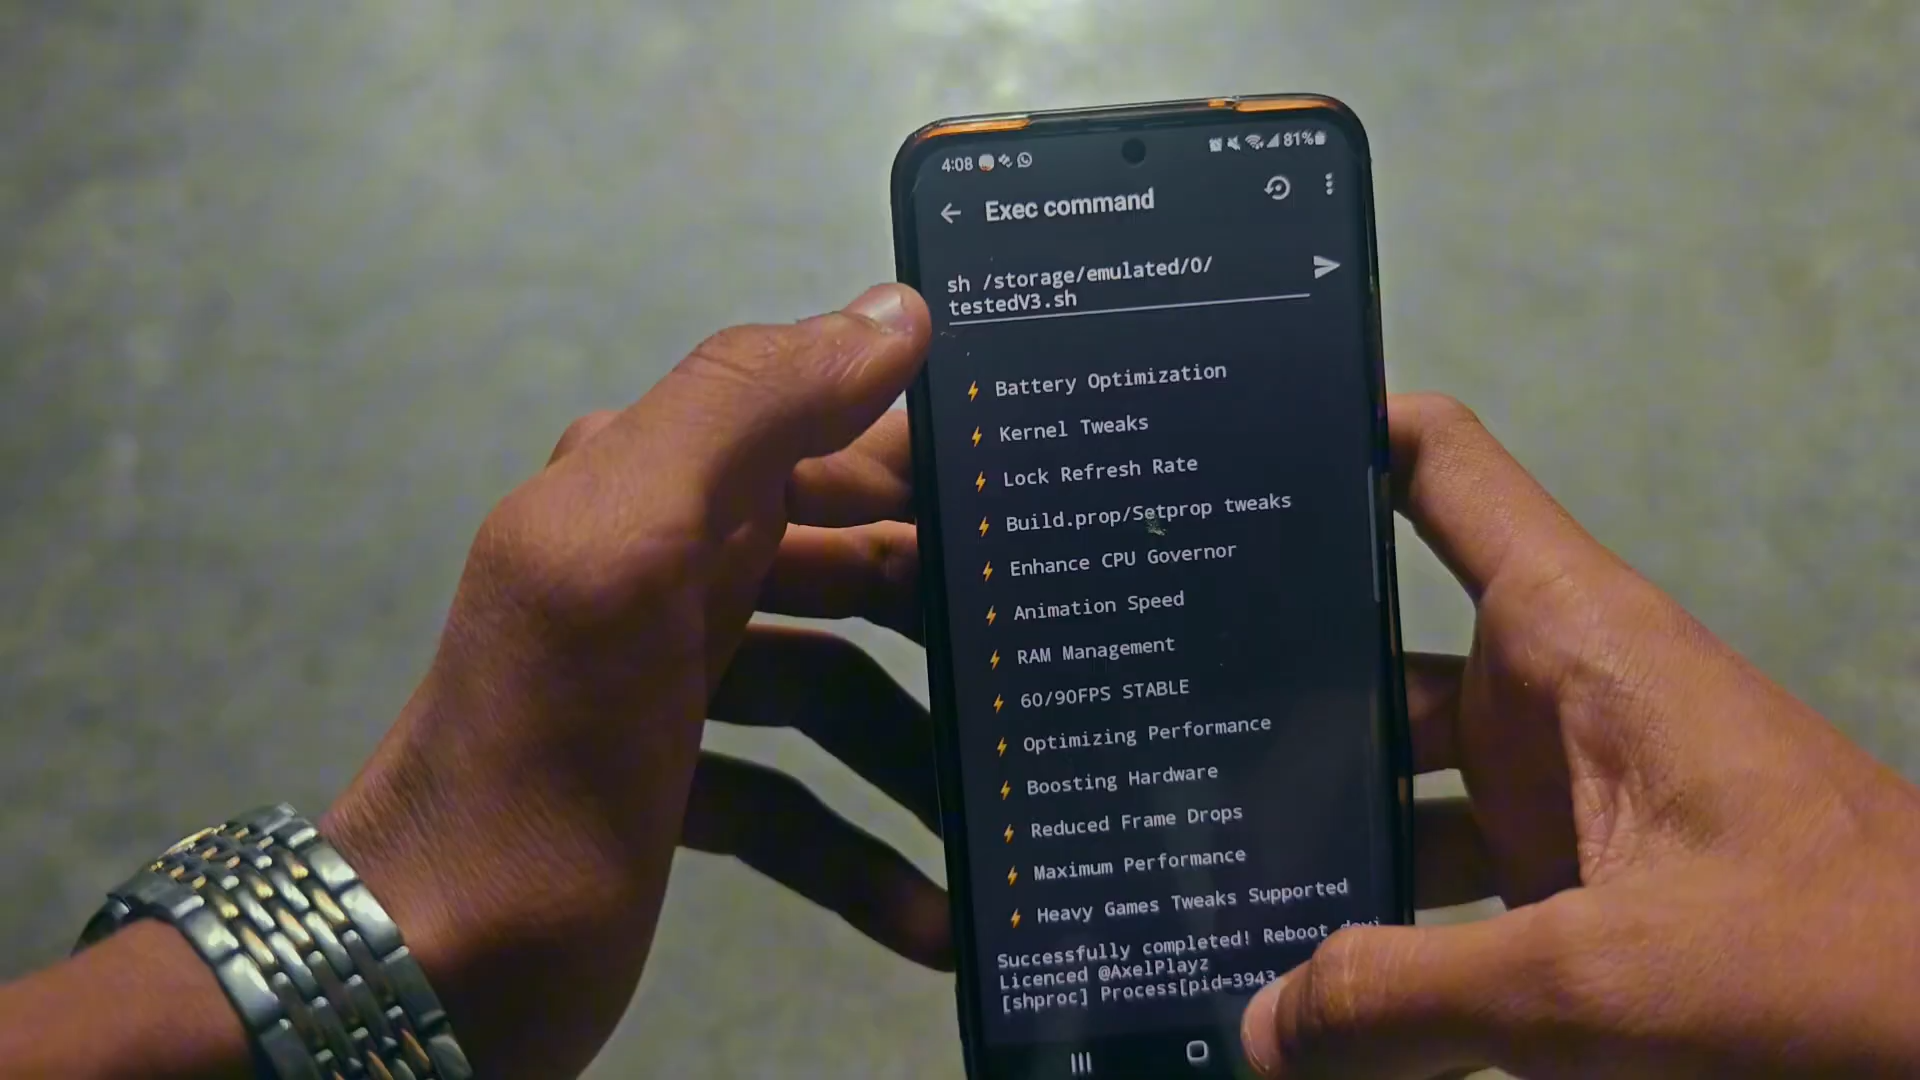 4:08
81%
Exec command
sh /storage/emulated/0/
testedV3.sh
Battery Optimization
Kernel Tweaks
Lock Refresh Rate
Build.prop/Setprop tweaks
Enhance CPU Governor
Animation Speed
RAM Management
60/90FPS STABLE
Optimizing Performance
Boosting Hardware
Reduced Frame Drops
Maximum Performance
Heavy Games Tweaks Supported
Successfully completed! Reboot
Licenced @AxelPlayz
[shproc] Process[pid=3943